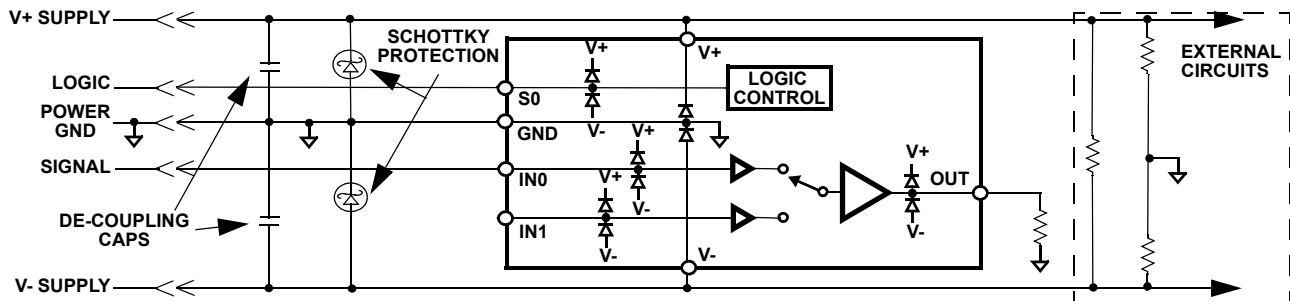 V+ SUPPLY
SCHOTTKY
PROTECTION
V+
V+
EXTERNAL
CIRCUITS
LOGIC
S0
LOGIC
CONTROL
POWER
GND
GND
V-
V+
SIGNAL
IN0
V+
V-
V+
OUT
DE-COUPLING
CAPS
IN1
V-
V-
V-
V- SUPPLY